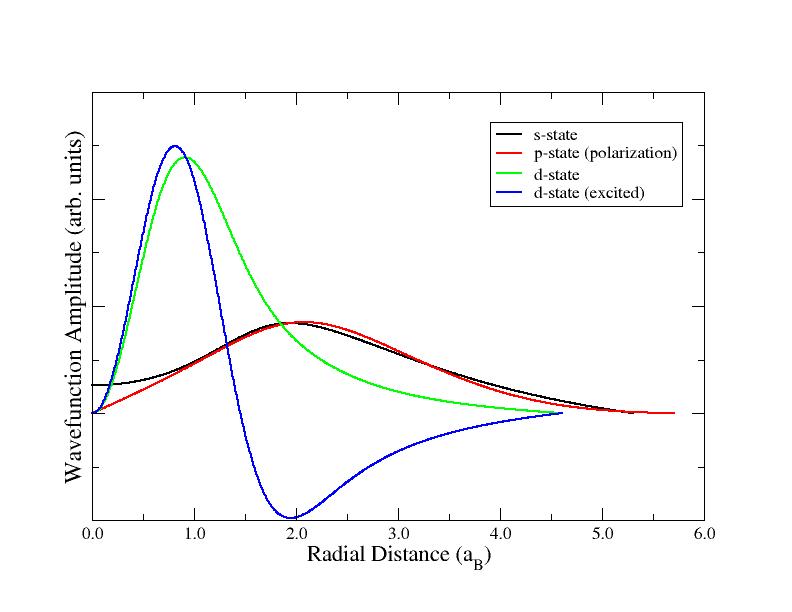 s-state
p-state (polarization)
d-state
d-state (excited)
Wavefunction Amplitude (arb. units)
0.0 1.0 2.0 3.0 4.0 5.0 6.0
Radial Distance (a_B)